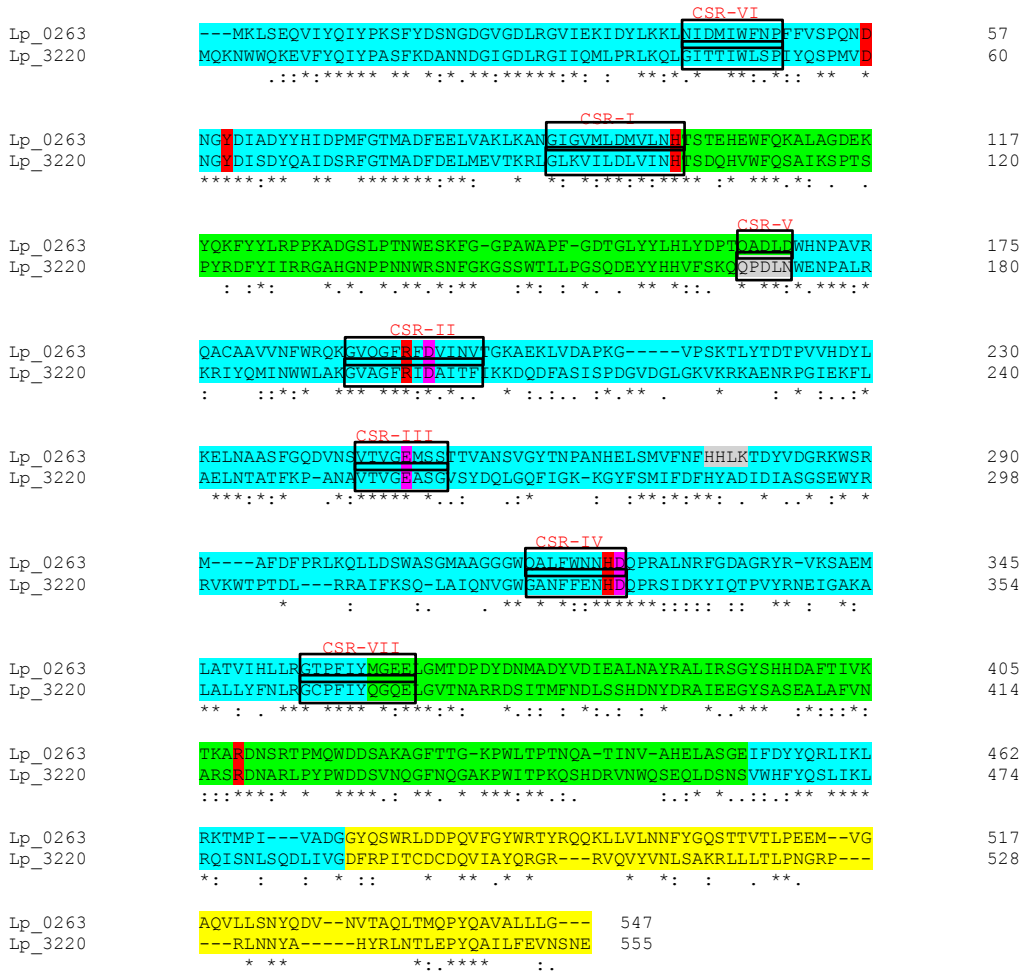 CSR-VI
Lp_0263 ---MKLSEQVIYQIYPKSFYDSNGDGVGDLRGVIEKIDYLKKLNIDMIWFNPFFVSPQND 57
Lp_3220 MQKNWWQKEVFYQIYPASFKDANNDGIGDLRGIIQMLPRLKQLGITTIWLSPIYQSPMVD 60
.::*:***** ** *:*.**:*****:*: : **:*.* **:.*:: ** *
CSR-I
Lp_0263 NGYDIADYYHIDPMFGTMADFEELVAKLKANGIGVMLDMVLNHTSTEHEWFQKALAGDEK 117
Lp_3220 NGYDISDYQAIDSRFGTMADFDELMEVTKRLGLKVILDLVINHTSDQHVWFQSAIKSPTS 120
*****:** ** *******:**: * *: *:**:*:**** :* ***.*: . .
CSR-V
Lp_0263 YQKFYYLRPPKADGSLPTNWESKFG-GPAWAPF-GDTGLYYLHLYDPTQADLDWHNPAVR 175
Lp_3220 PYRDFYIIRRGAHGNPPNNWRSNFGKGSSWTLLPGSQDEYYHHVFSKQQPDLNWENPALR 180
: :*: *.*. *.**.*:** *.:*: : *. . ** *::. *.**:*.***:*
CSR-II
Lp_0263 QACAAVVNFWRQKGVQGFRFDVINVTGKAEKLVDAPKG-----VPSKTLYTDTPVVHDYL 230
Lp_3220 KRIYQMINWWLAKGVAGFRIDAITFIKKDQDFASISPDGVDGLGKVKRKAENRPGIEKFL 240
CSR-III
Lp_0263 KELNAASFGQDVNSVTVGEMSSTTVANSVGYTNPANHELSMVFNFHHLKTDYVDGRKWSR 290
Lp_3220 AELNTATFKP-ANAVTVGEASGVSYDQLGQFIGK-KGYFSMIFDFHYADIDIASGSEWYR 298
CSR-IV
Lp_0263 M----AFDFPRLKQLLDSWASGMAAGGGWQALFWNNHDQPRALNRFGDAGRYR-VKSAEM 345
Lp_3220 RVKWTPTDL---RRAIFKSQ-LAIQNVGWGANFFENHDQPRSIDKYIQTPVYRNEIGAKA 354
CSR-VII
Lp_0263 LATVIHLLRGTPFIYMGEELGMTDPDYDNMADYVDIEALNAYRALIRSGYSHHDAFTIVK 405
Lp_3220 LALLYFNLRGCPFIYQGQELGVTNARRDSITMFNDLSSHDNYDRAIEEGYSASEALAFVN 414
Lp_0263 TKARDNSRTPMQWDDSAKAGFTTG-KPWLTPTNQA-TINV-AHELASGEIFDYYQRLIKL 462
Lp_3220 ARSRDNARLPYPWDDSVNQGFNQGAKPWITPKQSHDRVNWQSEQLDSNSVWHFYQSLIKL 474
Lp_0263 RKTMPI---VADGGYQSWRLDDPQVFGYWRTYRQQKLLVLNNFYGQSTTVTLPEEM--VG 517
Lp_3220 RQISNLSQDLIVGDFRPITCDCDQVIAYQRGR---RVQVYVNLSAKRLLLTLPNGRP--- 528
Lp_0263 AQVLLSNYQDV--NVTAQLTMQPYQAVALLLG--- 547
Lp_3220 ---RLNNYA-----HYRLNTLEPYQAILFEVNSNE 555